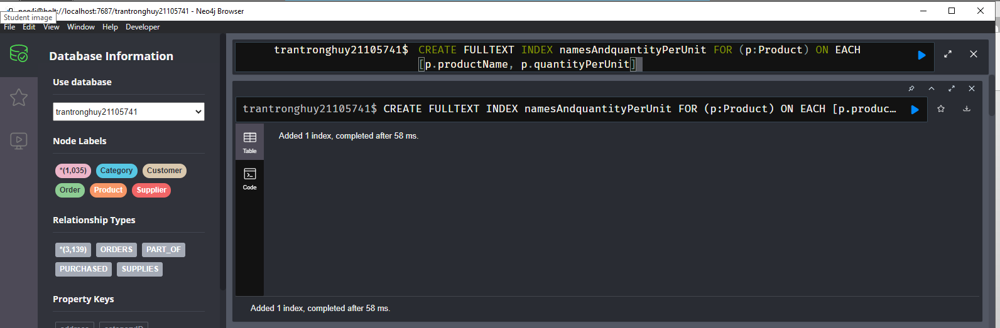 neo4j@bolt://localhost:7687/trantronghuy21105741 - Neo4j Browser
Student image
File Edit View Window Help Developer
Database Information
Use database
trantronghuy21105741
Node Labels
*(1,035) Category Customer
Order Product Supplier
Relationship Types
*(3,139) ORDERS PART_OF
PURCHASED SUPPLIES
Property Keys
address categoryID
trantronghuy21105741$ CREATE FULLTEXT INDEX namesAndquantityPerUnit FOR (p:Product) ON EACH
[p.productName, p.quantityPerUnit]
trantronghuy21105741$ CREATE FULLTEXT INDEX namesAndquantityPerUnit FOR (p:Product) ON EACH [p.produc…
Table
Code
Added 1 index, completed after 58 ms.
Added 1 index, completed after 58 ms.